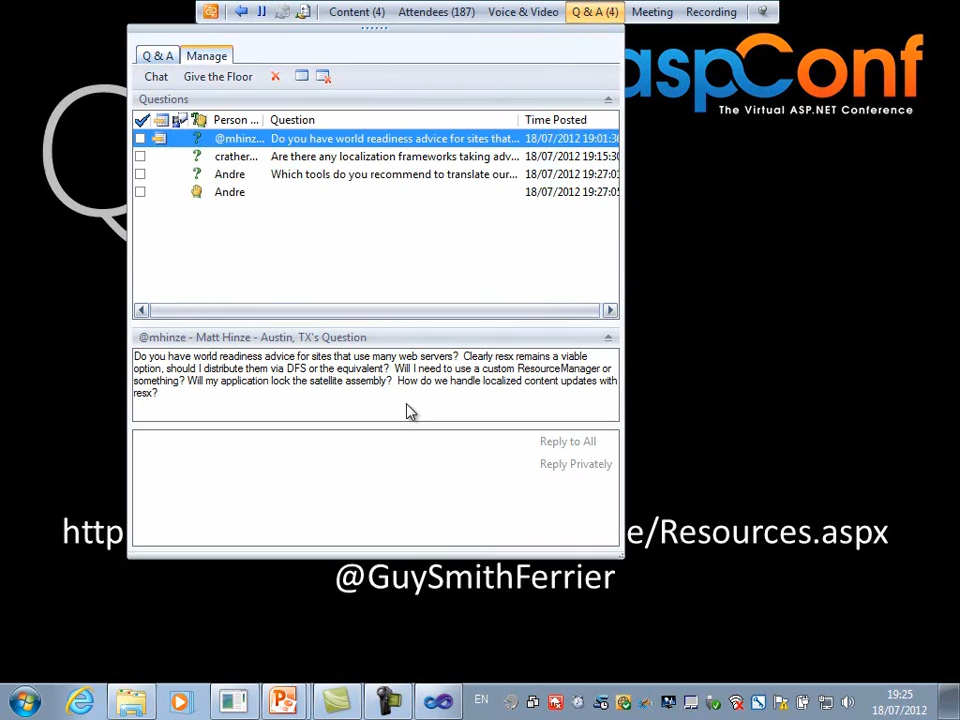 Content (4) Attendees (187) Voice & Video Q & A (4) Meeting Recording
Q & A Manage
Chat Give the Floor
Questions
Person ... Question Time Posted
@mhinz... Do you have world readiness advice for sites that... 18/07/2012 19:01:3
crather... Are there any localization frameworks taking adv... 18/07/2012 19:15:3
Andre Which tools do you recommend to translate our... 18/07/2012 19:27:0
Andre 18/07/2012 19:27:0
@mhinze - Matt Hinze - Austin, TX's Question
Do you have world readiness advice for sites that use many web servers? Clearly resx remains a viable
option, should I distribute them via DFS or the equivalent? Will I need to use a custom ResourceManager or
something? Will my application lock the satellite assembly? How do we handle localized content updates with
resx?
Reply to All
Reply Privately
aspConf
The Virtual ASP.NET Conference
http e/Resources.aspx
@GuySmithFerrier
EN
19:25
18/07/2012